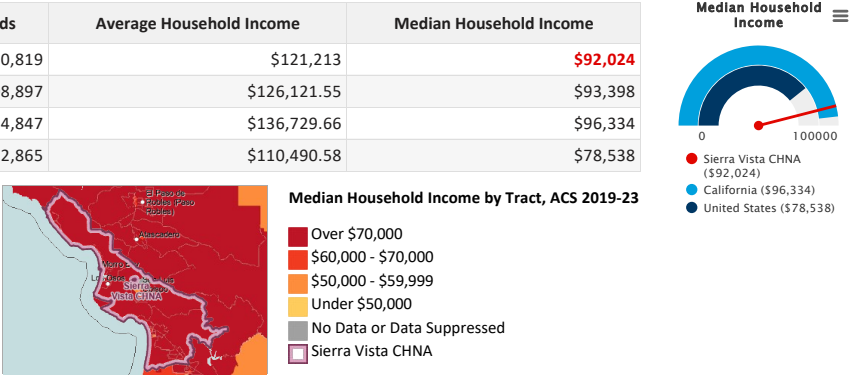 ds Average Household Income Median Household Income
0,819 $121,213 $92,024
8,897 $126,121.55 $93,398
4,847 $136,729.66 $96,334
2,865 $110,490.58 $78,538
Median Household
Income
0 100000
Sierra Vista CHNA
($92,024)
California ($96,334)
United States ($78,538)
El Paso de
Robles (Paso
Robles)
Atascadero
Morro
Sierra
Vista CHNA
Median Household Income by Tract, ACS 2019-23
Over $70,000
$60,000 - $70,000
$50,000 - $59,999
Under $50,000
No Data or Data Suppressed
Sierra Vista CHNA